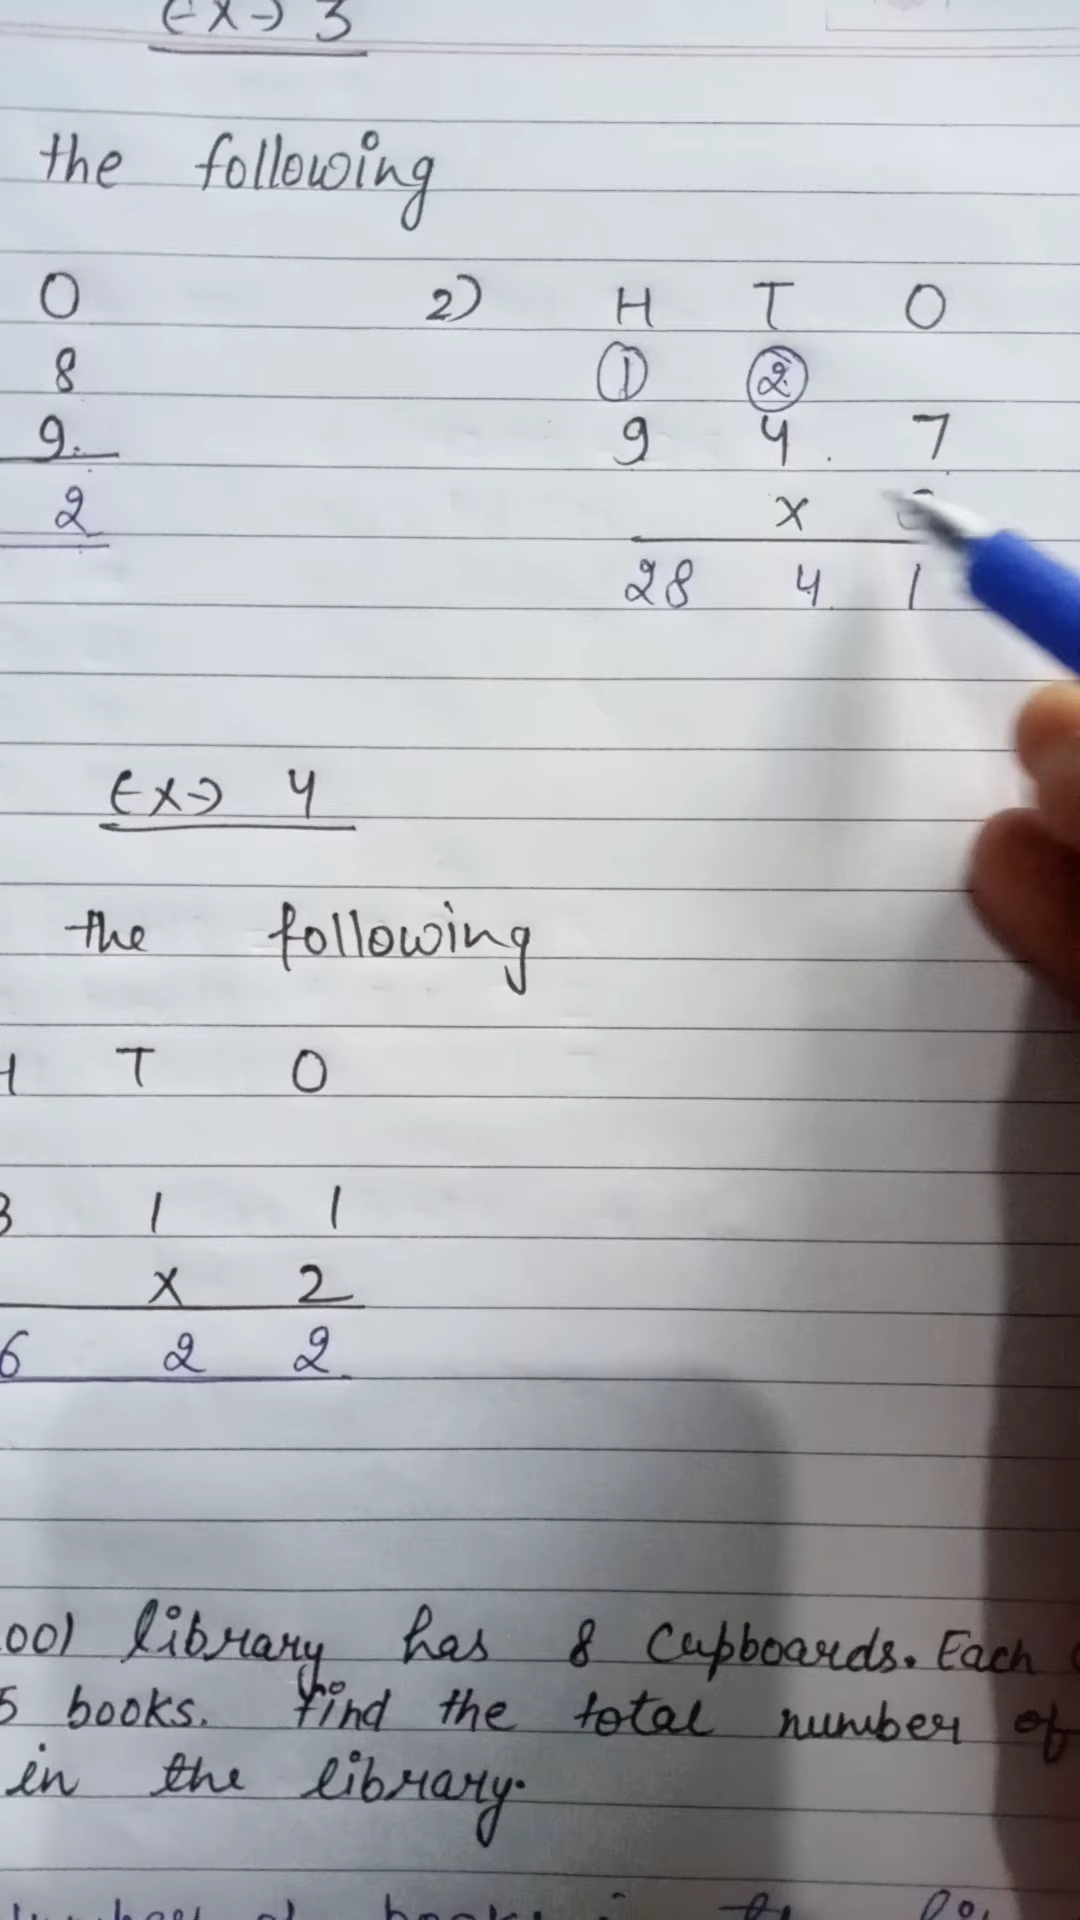 Ex→ 3
the following
O 2) H T O
8 ① ②
9. 9 4 7
2 x
28 4 1
Ex→ 4
the following
H T O
3 1 1
x 2
6 2 2
library has 8 Cupboards. Each
5 books. find the total number of
in the library.